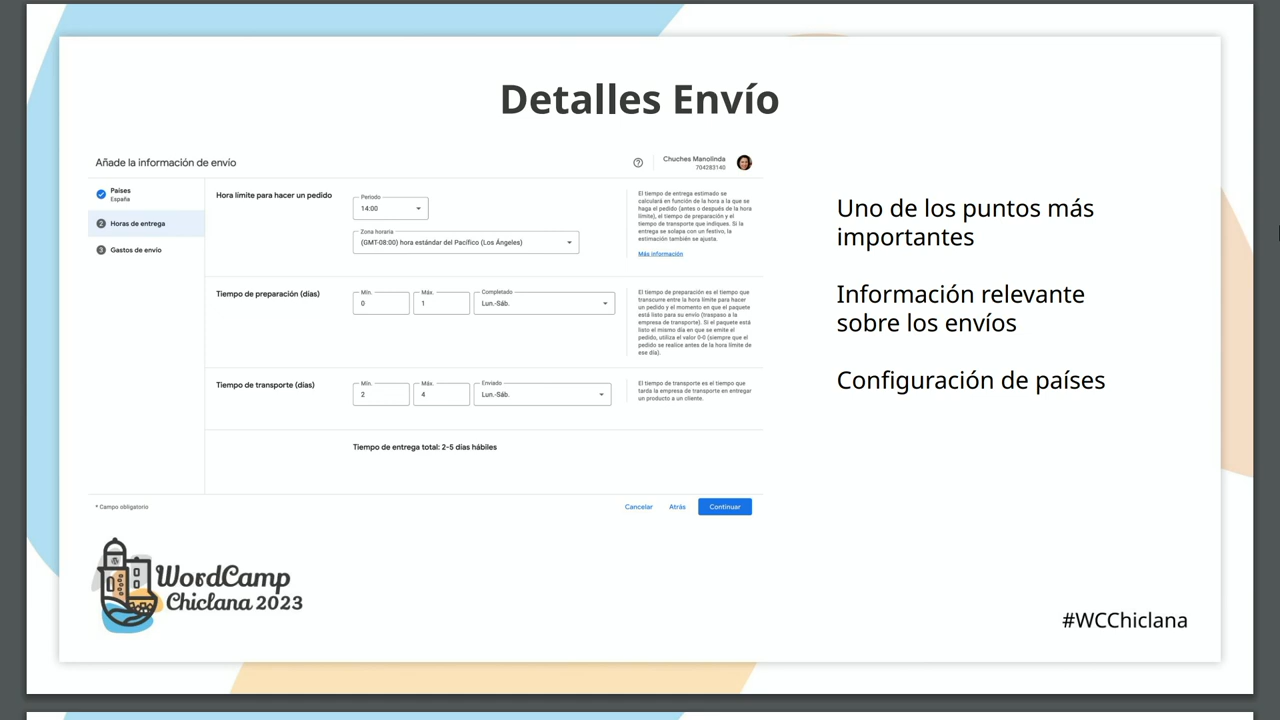 Detalles Envío
Añade la información de envío
Chuches Manolinda
704283140
Países
España
2 Horas de entrega
3 Gastos de envío
Hora límite para hacer un pedido
Periodo
14:00
Zona horaria
(GMT-08:00) hora estándar del Pacífico (Los Ángeles)
El tiempo de entrega estimado se
calculará en función de la hora a la que se
haga el pedido (antes o después de la hora
límite), el tiempo de preparación y el
tiempo de transporte que indiques. Si la
entrega se solapa con un festivo, la
estimación también se ajusta.
Más información
Tiempo de preparación (días)
Mín.
0
Máx.
1
Completado
Lun.-Sáb.
El tiempo de preparación es el tiempo que
transcurre entre la hora límite para hacer
un pedido y el momento en que el paquete
está listo para su envío (traspaso a la
empresa de transporte). Si el paquete está
listo el mismo día en que se emite el
pedido, utiliza el valor 0-0 (siempre que el
pedido se realice antes de la hora límite de
ese día).
Tiempo de transporte (días)
Mín.
2
Máx.
4
Enviado
Lun.-Sáb.
El tiempo de transporte es el tiempo que
tarda la empresa de transporte en entregar
un producto a un cliente.
Tiempo de entrega total: 2-5 días hábiles
* Campo obligatorio
Cancelar
Atrás
Continuar
Uno de los puntos más
importantes
Información relevante
sobre los envíos
Configuración de países
WordCamp
Chiclana 2023
#WCChiclana